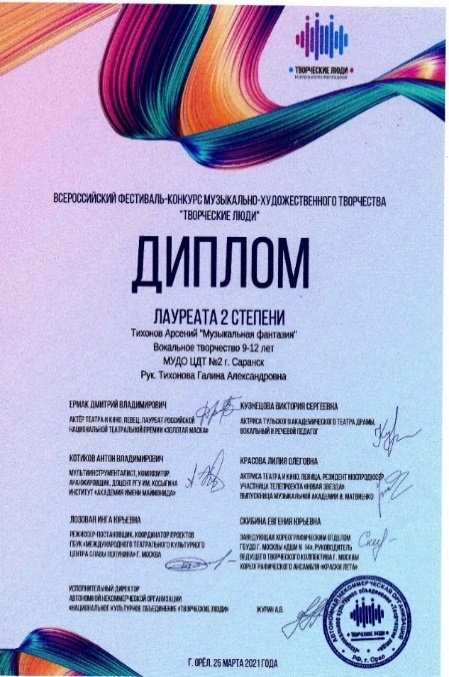 ТВОРЧЕСКИЕ ЛЮДИ
ВСЕРОССИЙСКИЙ ФЕСТИВАЛЬ-КОНКУРС МУЗЫКАЛЬНО-ХУДОЖЕСТВЕННОГО ТВОРЧЕСТВА
"ТВОРЧЕСКИЕ ЛЮДИ"
ДИПЛОМ
ЛАУРЕАТА 2 СТЕПЕНИ
Тихонов Арсений "Музыкальная фантазия"
Вокальное творчество 9-12 лет
МУДО ЦДТ №2 г. Саранск
Рук. Тихонова Галина Александровна
ЕРМАК ДМИТРИЙ ВЛАДИМИРОВИЧ
АКТЁР ТЕАТРА И КИНО, ПЕВЕЦ, ЛАУРЕАТ РОССИЙСКОЙ
НАЦИОНАЛЬНОЙ ТЕАТРАЛЬНОЙ ПРЕМИИ «ЗОЛОТАЯ МАСКА»
КУЗНЕЦОВА ВИКТОРИЯ СЕРГЕЕВНА
АКТРИСА ТУЛЬСКОГО АКАДЕМИЧЕСКОГО ТЕАТРА ДРАМЫ,
ВОКАЛЬНЫЙ И РЕЧЕВОЙ ПЕДАГОГ
КОТИКОВ АНТОН ВЛАДИМИРОВИЧ
МУЛЬТИИНСТРУМЕНТАЛИСТ, КОМПОЗИТОР,
АРАНЖИРОВЩИК, ДОЦЕНТ РГУ ИМ. КОСЫГИНА
ИНСТИТУТ «АКАДЕМИЯ ИМЕНИ МАЙМОНИДА»
КРАСОВА ЛИЛИЯ ОЛЕГОВНА
АКТРИСА ТЕАТРА И КИНО, ПЕВИЦА, РЕЗИДЕНТ МОСПРОДЮСЕР
УЧАСТНИЦА ТЕЛЕПРОЕКТА «НОВАЯ ЗВЕЗДА»
ВЫПУСКНИЦА МУЗЫКАЛЬНОЙ АКАДЕМИИ И. МАТВИЕНКО
ЛОЗОВАЯ ИНГА ЮРЬЕВНА
РЕЖИССЕР-ПОСТАНОВЩИК, КООРДИНАТОР ПРОЕКТОВ
ГБУК «МЕЖДУНАРОДНОГО ТЕАТРАЛЬНОГО КУЛЬТУРНОГО
ЦЕНТРА СЛАВЫ ПОЛУНИНА» Г. МОСКВА
СКУБИНА ЕВГЕНИЯ ЮРЬЕВНА
ЗАВЕДУЮЩАЯ ХОРЕОГРАФИЧЕСКИМ ОТДЕЛОМ
ГБУДО Г. МОСКВЫ «ДШИ № 14», РУКОВОДИТЕЛЬ
ВЕДУЩЕГО ТВОРЧЕСКОГО КОЛЛЕКТИВА Г. МОСКВЫ
ХОРЕОГРАФИЧЕСКОГО АНСАМБЛЯ «КРАСКИ ЛЕТА»
ИСПОЛНИТЕЛЬНЫЙ ДИРЕКТОР
АВТОНОМНОЙ НЕКОММЕРЧЕСКОЙ ОРГАНИЗАЦИИ
«НАЦИОНАЛЬНОЕ КУЛЬТУРНОЕ ОБЪЕДИНЕНИЕ «ТВОРЧЕСКИЕ ЛЮДИ»
ЖУРИН А.В.
АВТОНОМНАЯ НЕКОММЕРЧЕСКАЯ ОРГАНИЗАЦИЯ
ТВОРЧЕСКИЕ ЛЮДИ
РФ, г. Орел
Г. ОРЁЛ, 25 МАРТА 2021 ГОДА